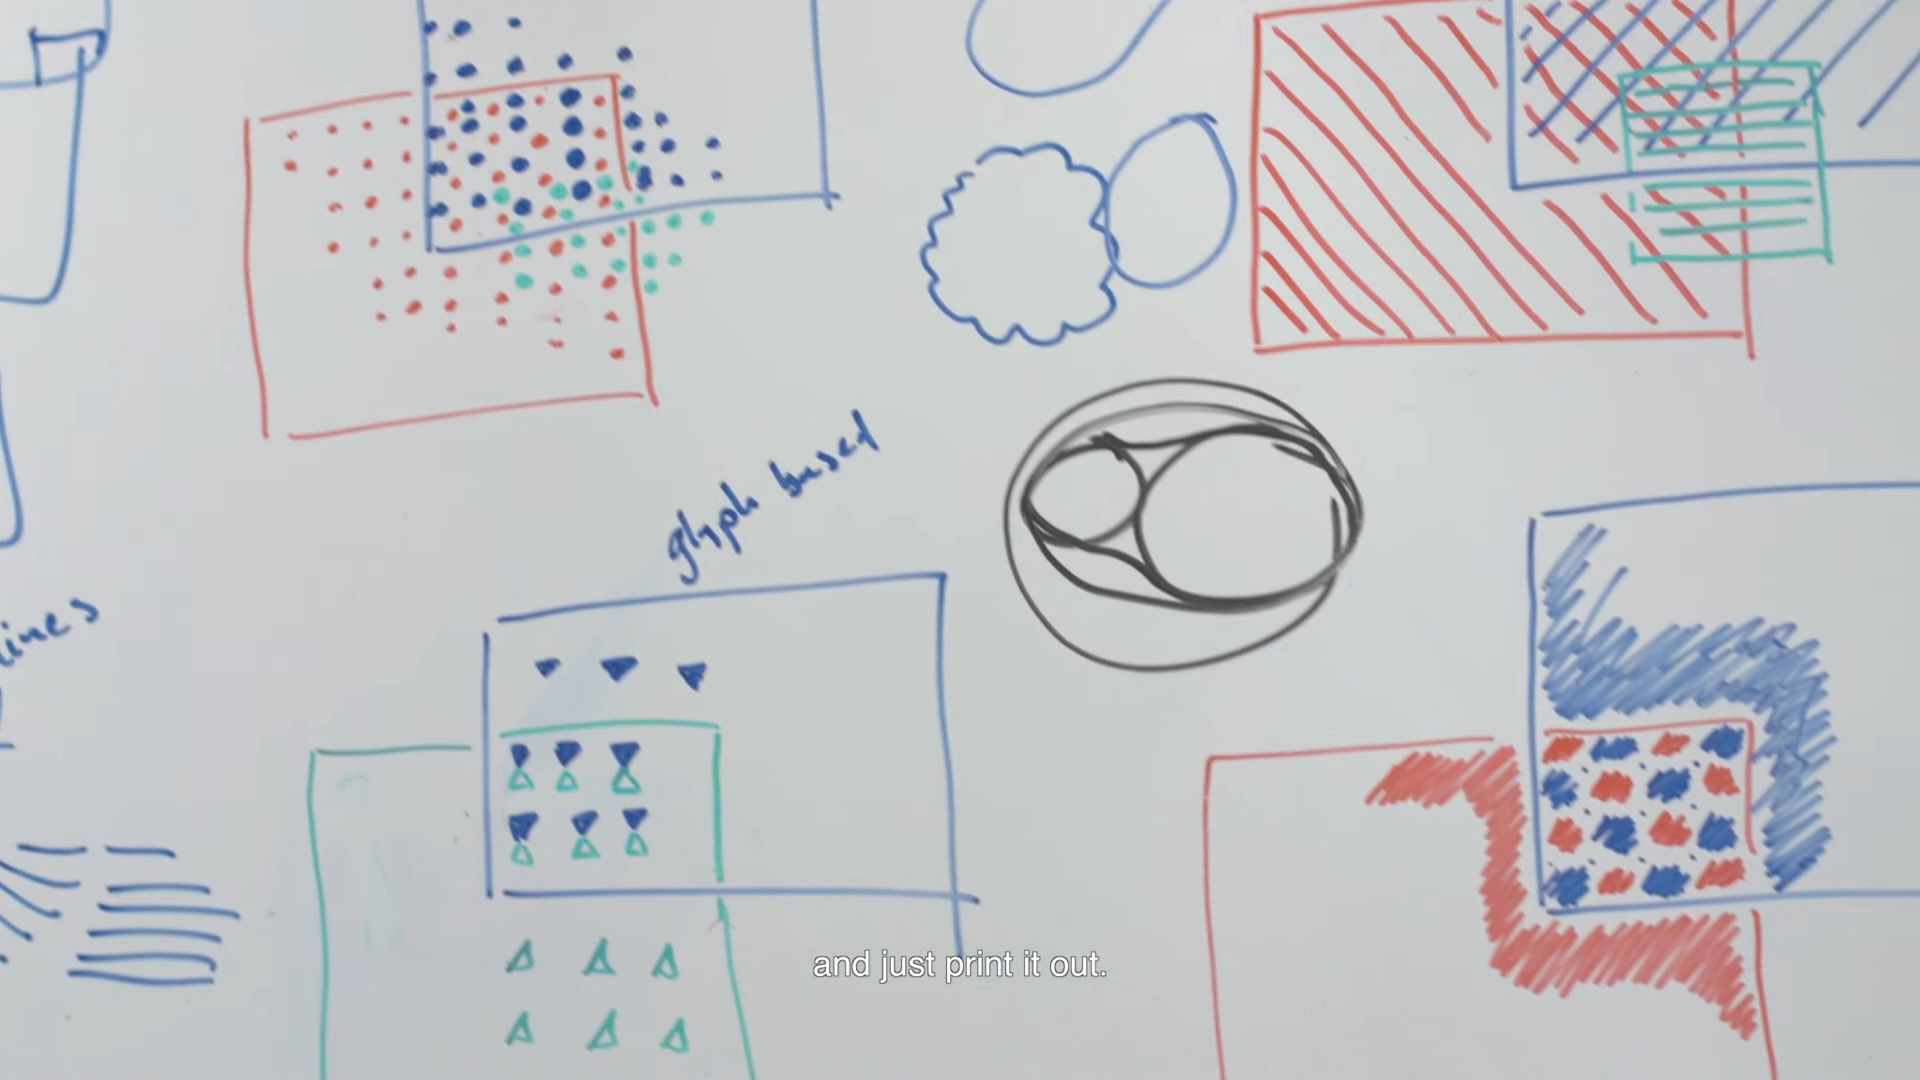 glyph based
ines
and just print it out.